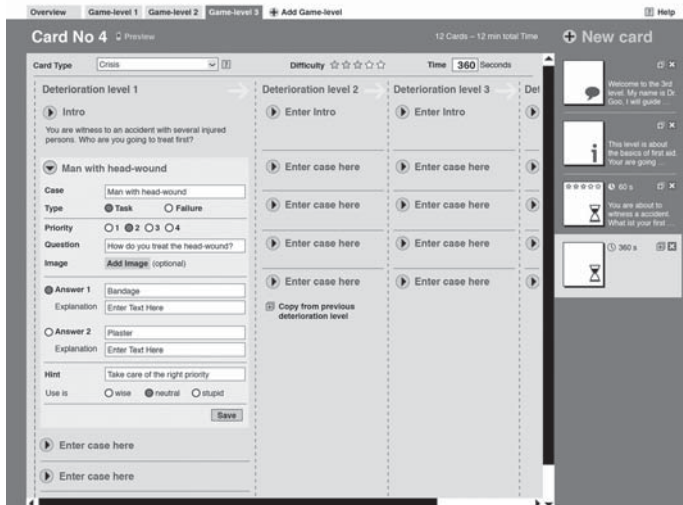 Overview Game-level 1 Game-level 2 Game-level 3 Add Game-level Help
Card No 4 Preview 12 Cards – 12 min total Time
New card
Card Type Crisis ? Difficulty Time 360 Seconds
Deterioration level 1
Intro
You are witness to an accident with several injured
persons. Who are you going to treat first?
Man with head-wound
Case Man with head-wound
Type Task Failure
Priority 1 2 3 4
Question How do you treat the head-wound?
Image Add Image (optional)
Answer 1 Bandage
Explanation Enter Text Here
Answer 2 Plaster
Explanation Enter Text Here
Hint Take care of the right priority
Use is wise neutral stupid
Save
Enter case here
Enter case here
Deterioration level 2
Enter Intro
Enter case here
Enter case here
Enter case here
Enter case here
Copy from previous
deterioration level
Deterioration level 3
Enter Intro
Enter case here
Enter case here
Enter case here
Enter case here
Det
Welcome to the 3rd
level. My name is Dr.
Goo, I will guide ...
i
This level is about
the basics of first aid.
Your are going ...
60 s
You are about to
witness a accident.
What ist your first ...
360 s